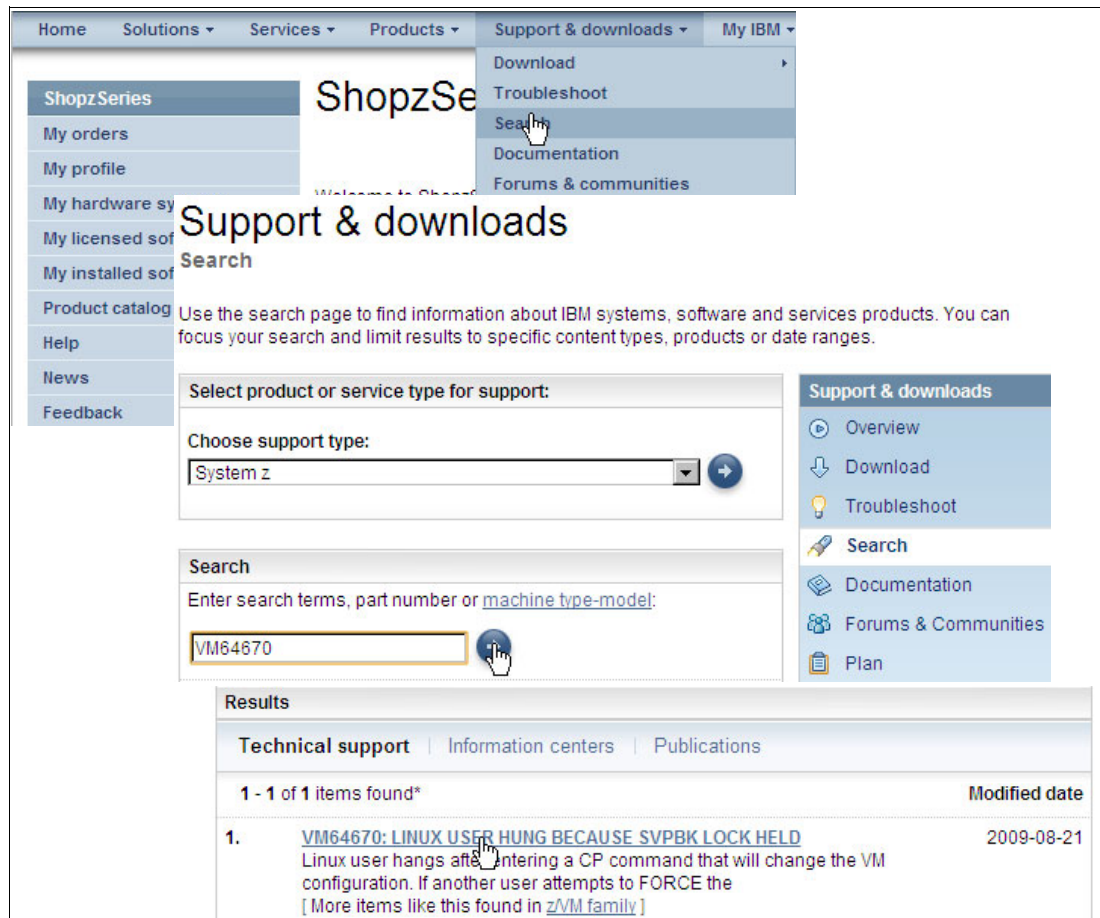 Home Solutions Services Products Support & downloads My IBM
Download
Troubleshoot
Search
Documentation
Forums & communities
ShopzSeries
My orders
My profile
My hardware sy
My licensed sof
My installed sof
Product catalog
Help
News
Feedback
ShopzSe
Support & downloads
Search
Use the search page to find information about IBM systems, software and services products. You can
focus your search and limit results to specific content types, products or date ranges.
Select product or service type for support:
Choose support type:
System z
Search
Enter search terms, part number or machine type-model:
VM64670
Support & downloads
Overview
Download
Troubleshoot
Search
Documentation
Forums & Communities
Plan
Results
Technical support | Information centers | Publications
1 - 1 of 1 items found* Modified date
1. VM64670: LINUX USER HUNG BECAUSE SVPBK LOCK HELD 2009-08-21
Linux user hangs after entering a CP command that will change the VM
configuration. If another user attempts to FORCE the
[ More items like this found in z/VM family ]